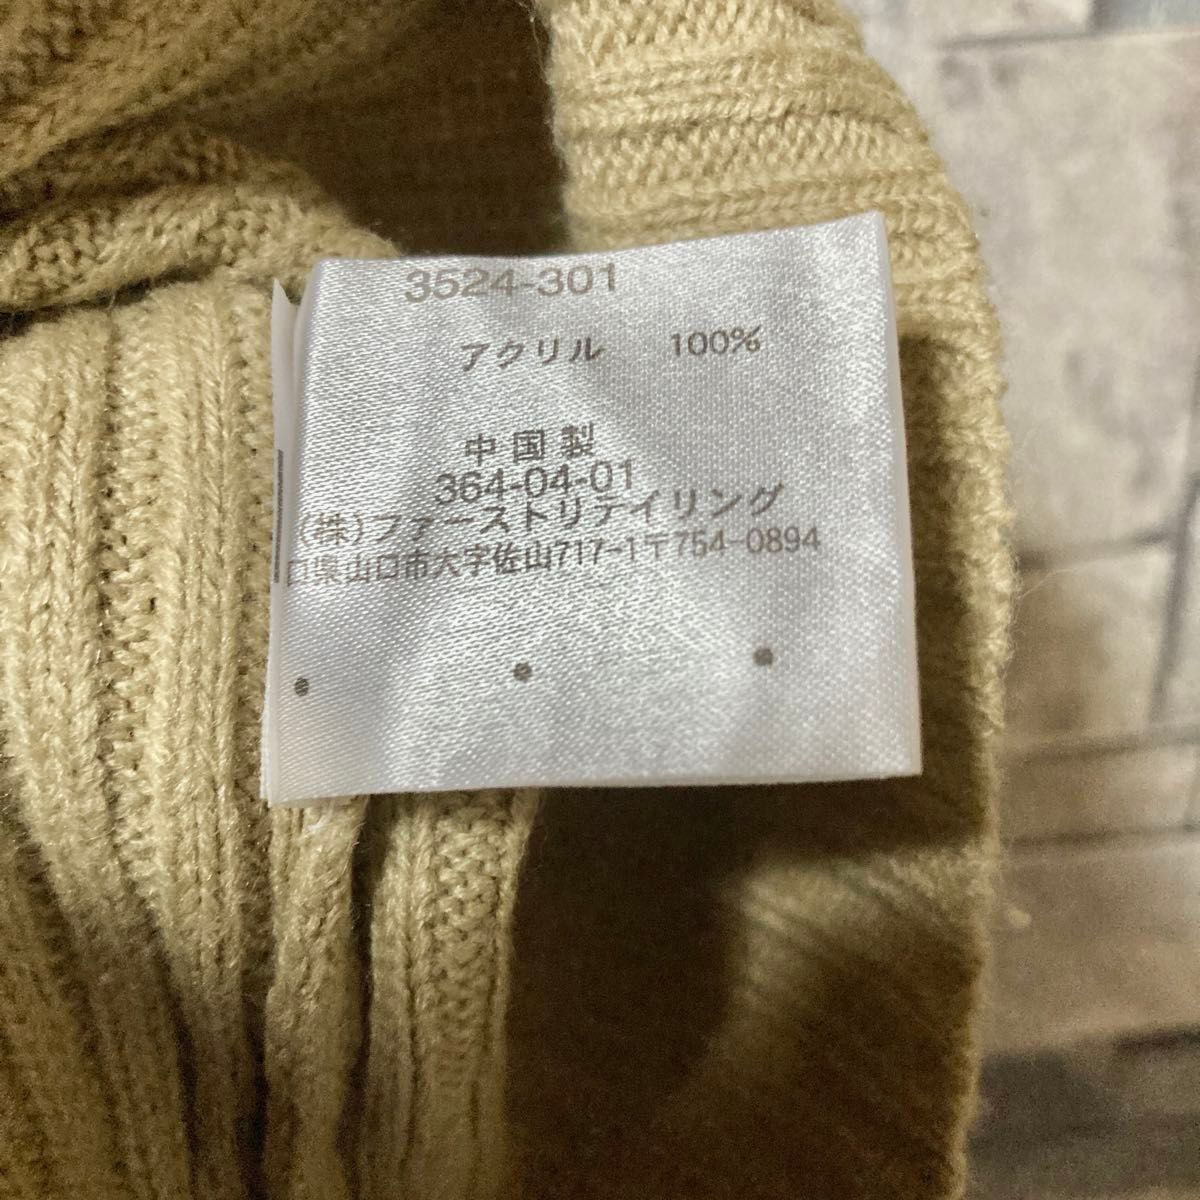 3524-301
アクリル 100%
中国製
364-04-01
(株)ファーストリテイリング
口県山口市大字佐山717-1〒754-0894